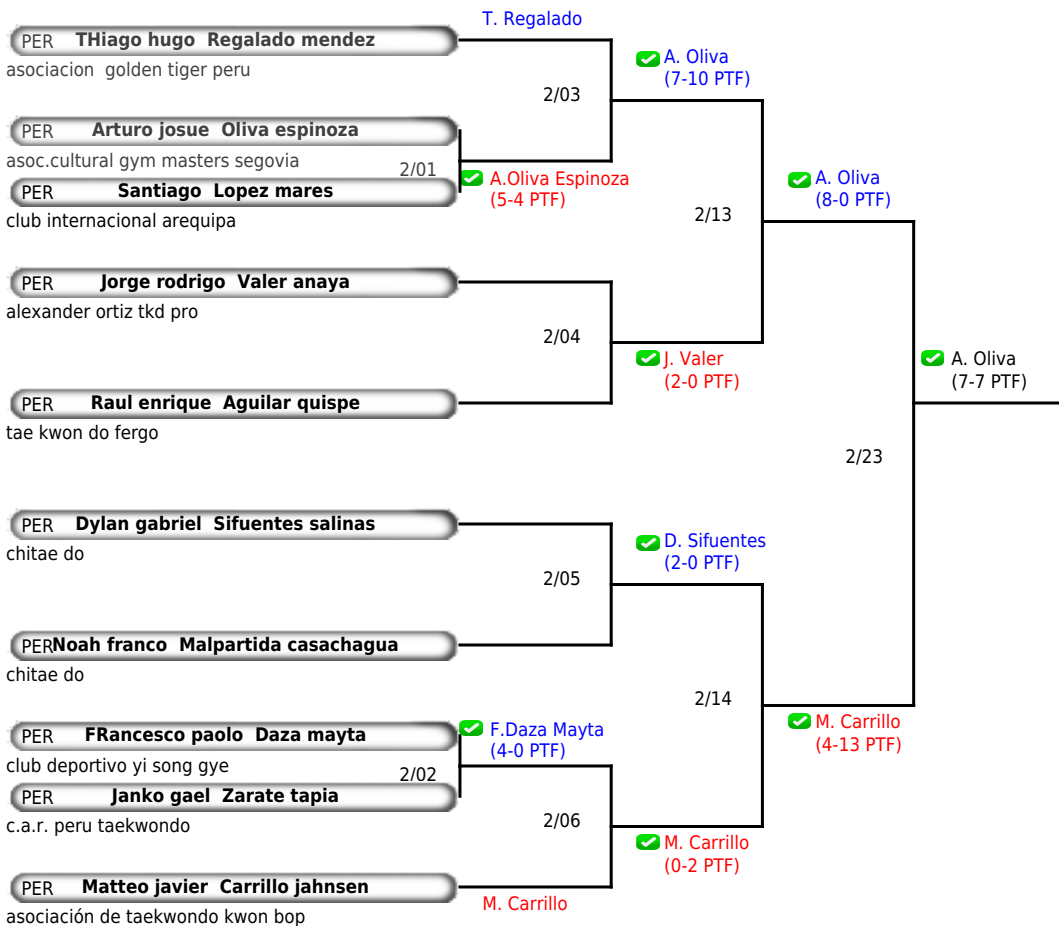 T. Regalado
PER THiago hugo Regalado mendez
asociacion golden tiger peru
A. Oliva
(7-10 PTF)
2/03
PER Arturo josue Oliva espinoza
asoc.cultural gym masters segovia
2/01
A.Oliva Espinoza
(5-4 PTF)
PER Santiago Lopez mares
club internacional arequipa
A. Oliva
(8-0 PTF)
2/13
PER Jorge rodrigo Valer anaya
alexander ortiz tkd pro
2/04
J. Valer
(2-0 PTF)
A. Oliva
(7-7 PTF)
PER Raul enrique Aguilar quispe
tae kwon do fergo
2/23
PER Dylan gabriel Sifuentes salinas
chitae do
D. Sifuentes
(2-0 PTF)
2/05
PER Noah franco Malpartida casachagua
chitae do
2/14
M. Carrillo
(4-13 PTF)
PER FRancesco paolo Daza mayta
club deportivo yi song gye
F.Daza Mayta
(4-0 PTF)
2/02
PER Janko gael Zarate tapia
c.a.r. peru taekwondo
2/06
M. Carrillo
(0-2 PTF)
PER Matteo javier Carrillo jahnsen
asociación de taekwondo kwon bop
M. Carrillo